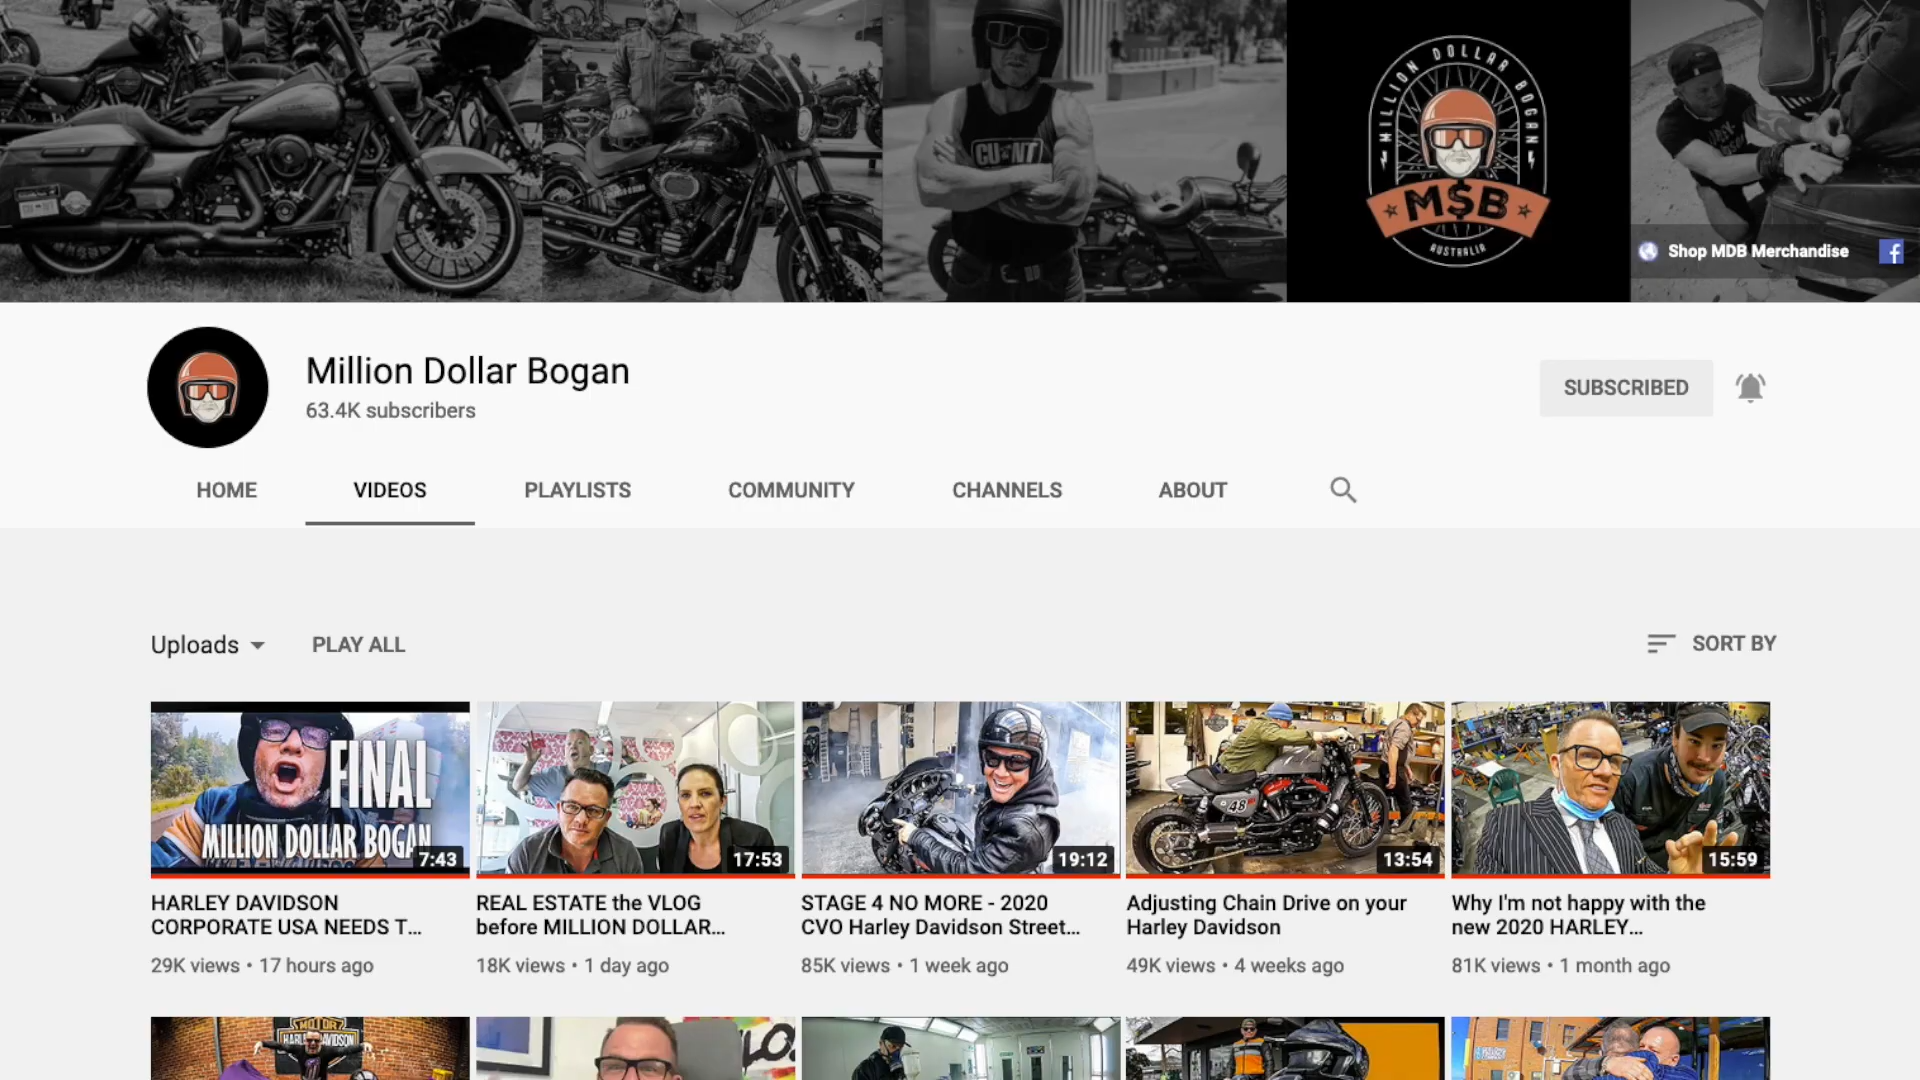 MILLION DOLLAR BOGAN
CU NT
M$B
AUSTRALIA
Shop MDB Merchandise
f
Million Dollar Bogan
63.4K subscribers
SUBSCRIBED
HOME
VIDEOS
PLAYLISTS
COMMUNITY
CHANNELS
ABOUT
Uploads
PLAY ALL
SORT BY
FINAL
MILLION DOLLAR BOGAN
7:43
17:53
19:12
48
13:54
15:59
HARLEY DAVIDSON
CORPORATE USA NEEDS T...
29K views • 17 hours ago
REAL ESTATE the VLOG
before MILLION DOLLAR...
18K views • 1 day ago
STAGE 4 NO MORE - 2020
CVO Harley Davidson Street...
85K views • 1 week ago
Adjusting Chain Drive on your
Harley Davidson
49K views • 4 weeks ago
Why I'm not happy with the
new 2020 HARLEY...
81K views • 1 month ago
MOTOR